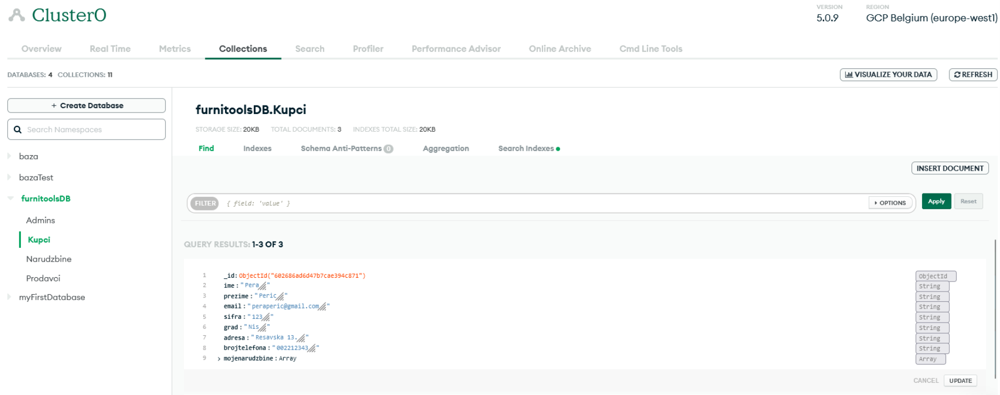 Cluster0
VERSION
5.0.9
REGION
GCP Belgium (europe-west1)
Overview Real Time Metrics Collections Search Profiler Performance Advisor Online Archive Cmd Line Tools
DATABASES: 4 COLLECTIONS: 11
VISUALIZE YOUR DATA
REFRESH
+ Create Database
Search Namespaces
baza
bazaTest
furnitoolsDB
Admins
Kupci
Narudzbine
Prodavci
myFirstDatabase
furnitoolsDB.Kupci
STORAGE SIZE: 20KB TOTAL DOCUMENTS: 3 INDEXES TOTAL SIZE: 20KB
Find Indexes Schema Anti-Patterns 0 Aggregation Search Indexes
INSERT DOCUMENT
FILTER { field: 'value' } OPTIONS Apply Reset
QUERY RESULTS: 1-3 OF 3
1 _id: ObjectId("602686ad6d47b7cae394c871") ObjectId
2 ime : "Pera" String
3 prezime : "Peric" String
4 email : "peraperic@gmail.com" String
5 sifra : "123" String
6 grad : "Nis" String
7 adresa : "Resavska 13." String
8 brojtelefona : "002212343" String
9 > mojenarudzbine : Array Array
CANCEL UPDATE